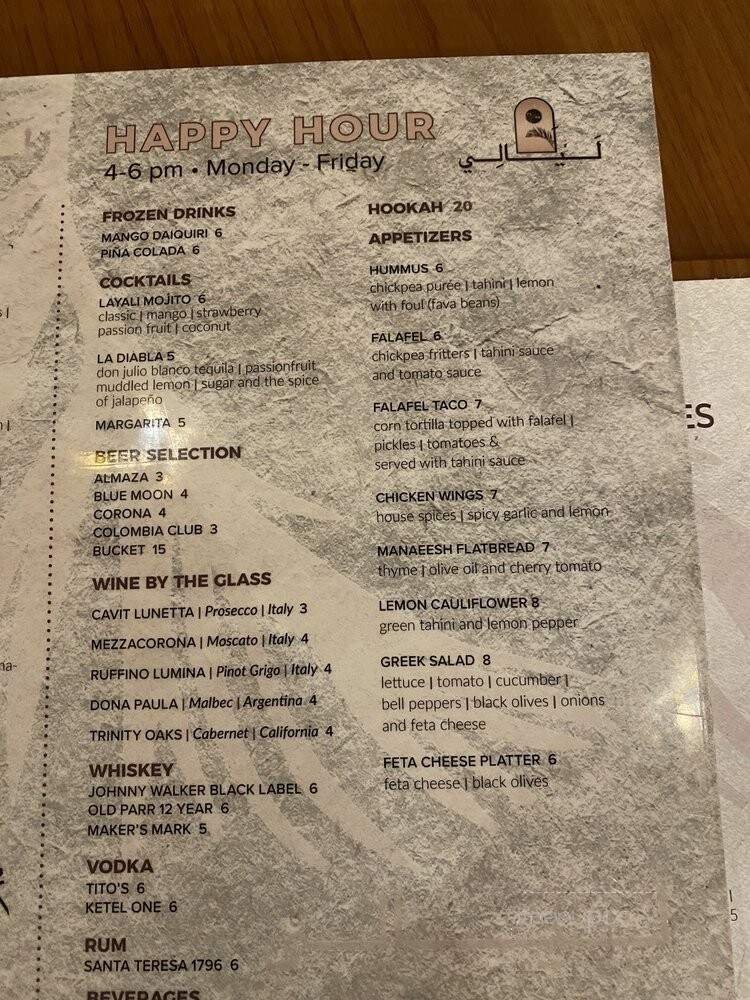 HAPPY HOUR
4-6 pm • Monday - Friday
لَيَالِي
FROZEN DRINKS
MANGO DAIQUIRI 6
PIÑA COLADA 6
COCKTAILS
LAYALI MOJITO 6
classic | mango | strawberry
passion fruit | coconut
LA DIABLA 5
don julio blanco tequila | passionfruit
muddled lemon | sugar and the spice
of jalapeño
MARGARITA 5
BEER SELECTION
ALMAZA 3
BLUE MOON 4
CORONA 4
COLOMBIA CLUB 3
BUCKET 15
WINE BY THE GLASS
CAVIT LUNETTA | Prosecco | Italy 3
MEZZACORONA | Moscato | Italy 4
RUFFINO LUMINA | Pinot Grigo | Italy 4
DONA PAULA | Malbec | Argentina 4
TRINITY OAKS | Cabernet | California 4
WHISKEY
JOHNNY WALKER BLACK LABEL 6
OLD PARR 12 YEAR 6
MAKER'S MARK 5
VODKA
TITO'S 6
KETEL ONE 6
RUM
SANTA TERESA 1796 6
BEVERAGES
HOOKAH 20
APPETIZERS
HUMMUS 6
chickpea purée | tahini | lemon
with foul (fava beans)
FALAFEL 6
chickpea fritters | tahini sauce
and tomato sauce
FALAFEL TACO 7
corn tortilla topped with falafel |
pickles | tomatoes &
served with tahini sauce
CHICKEN WINGS 7
house spices | spicy garlic and lemon
MANAEESH FLATBREAD 7
thyme | olive oil and cherry tomato
LEMON CAULIFLOWER 8
green tahini and lemon pepper
GREEK SALAD 8
lettuce | tomato | cucumber |
bell peppers | black olives | onions
and feta cheese
FETA CHEESE PLATTER 6
feta cheese | black olives
ES
5